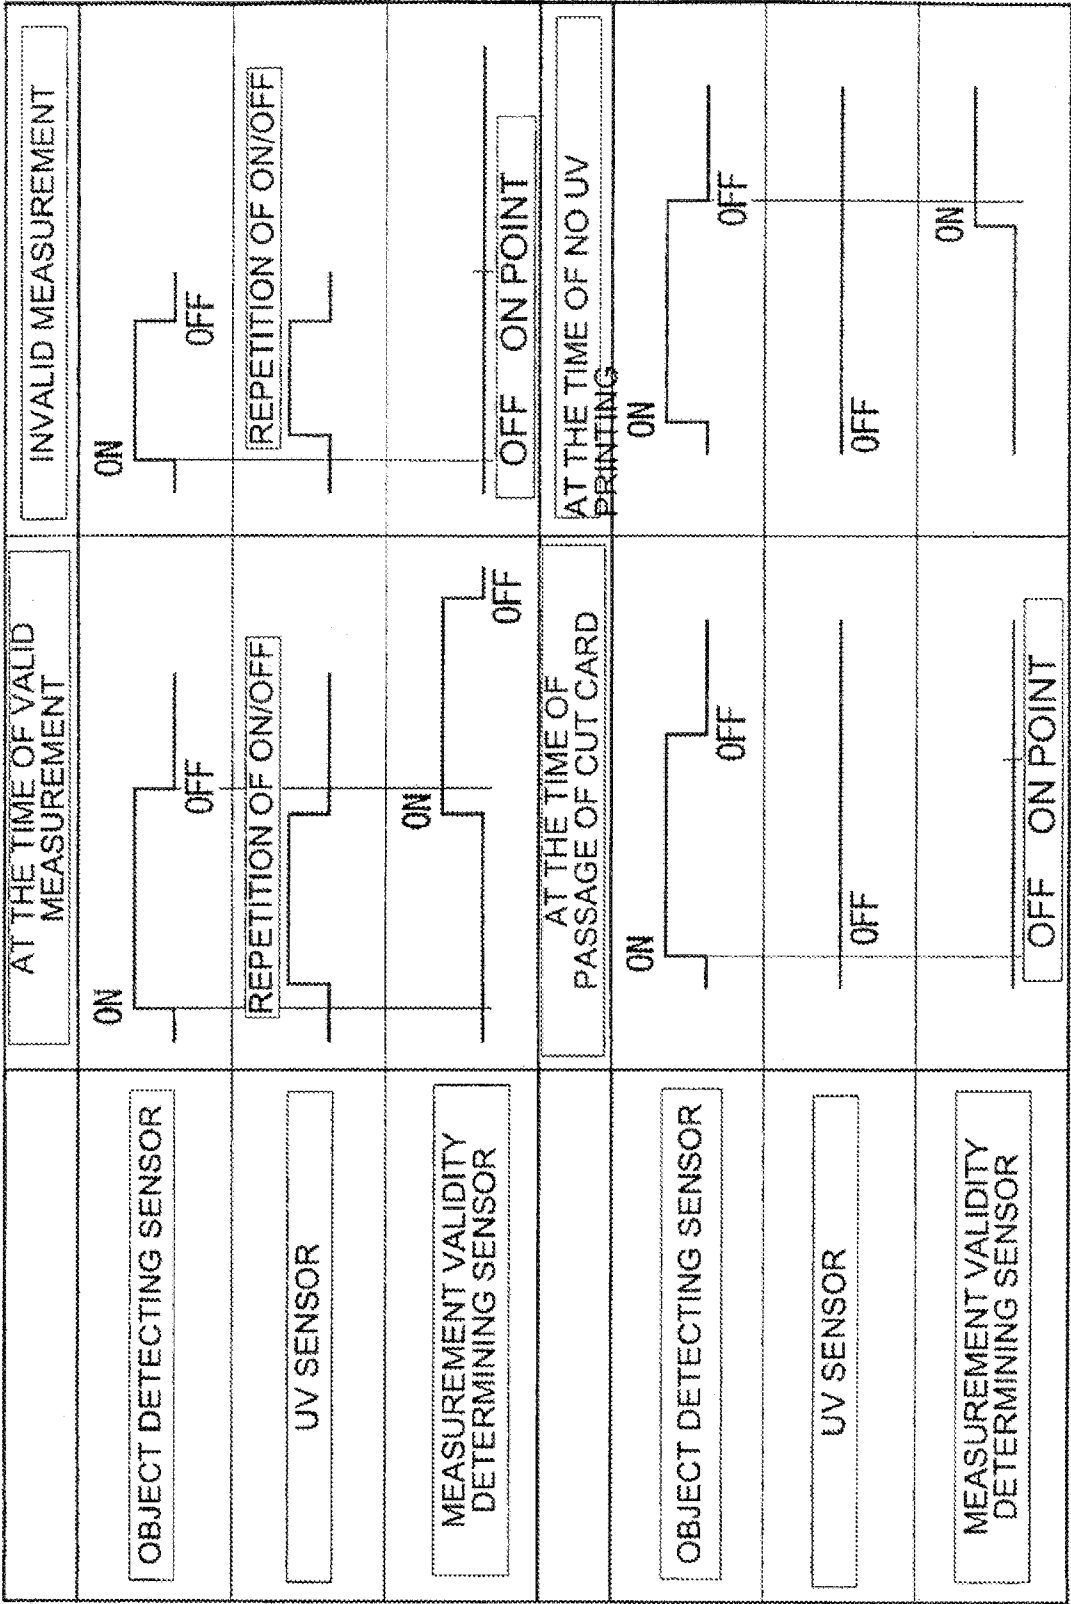 AT THE TIME OF VALID
MEASUREMENT
INVALID MEASUREMENT
OBJECT DETECTING SENSOR
ON
OFF
ON
OFF
UV SENSOR
REPETITION OF ON/OFF
REPETITION OF ON/OFF
MEASUREMENT VALIDITY
DETERMINING SENSOR
ON
OFF
OFF ON POINT
AT THE TIME OF
PASSAGE OF CUT CARD
AT THE TIME OF NO UV
PRINTING
OBJECT DETECTING SENSOR
ON
OFF
ON
OFF
UV SENSOR
OFF
OFF
MEASUREMENT VALIDITY
DETERMINING SENSOR
OFF ON POINT
ON